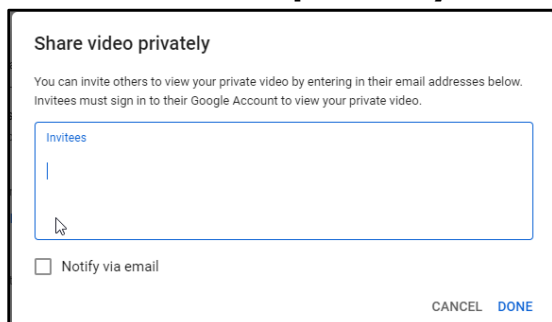 Share video privately
You can invite others to view your private video by entering in their email addresses below.
Invitees must sign in to their Google Account to view your private video.
Invitees
Notify via email
CANCEL DONE